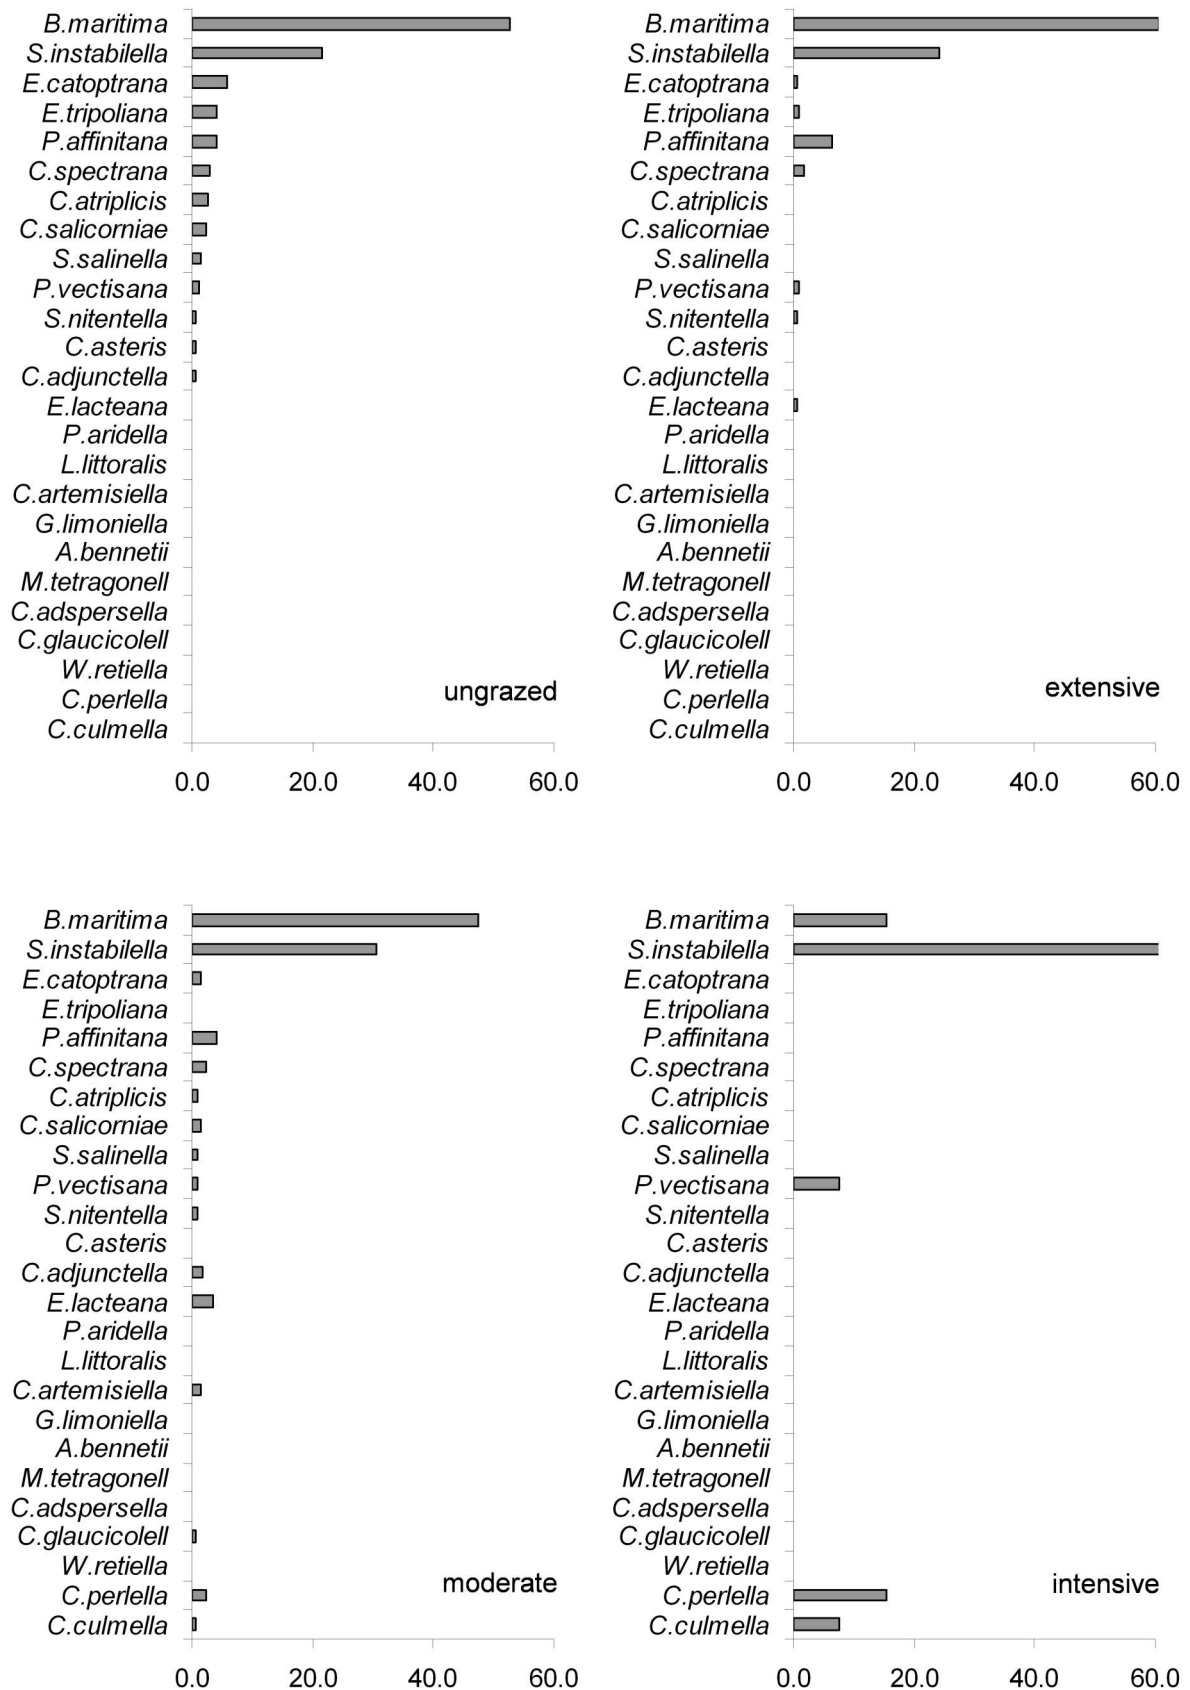 B.maritima
S.instabilella
E.catoptrana
E.tripoliana
P.affinitana
C.spectrana
C.atriplicis
C.salicorniae
S.salinella
P.vectisana
S.nitentella
C.asteris
C.adjunctella
E.lacteana
P.aridella
L.littoralis
C.artemisiella
G.limoniella
A.bennetii
M.tetragonell
C.adspersella
C.glaucicolell
W.retiella
C.perlella
C.culmella
ungrazed
0.0 20.0 40.0 60.0
B.maritima
S.instabilella
E.catoptrana
E.tripoliana
P.affinitana
C.spectrana
C.atriplicis
C.salicorniae
S.salinella
P.vectisana
S.nitentella
C.asteris
C.adjunctella
E.lacteana
P.aridella
L.littoralis
C.artemisiella
G.limoniella
A.bennetii
M.tetragonell
C.adspersella
C.glaucicolell
W.retiella
C.perlella
C.culmella
extensive
0.0 20.0 40.0 60.0
B.maritima
S.instabilella
E.catoptrana
E.tripoliana
P.affinitana
C.spectrana
C.atriplicis
C.salicorniae
S.salinella
P.vectisana
S.nitentella
C.asteris
C.adjunctella
E.lacteana
P.aridella
L.littoralis
C.artemisiella
G.limoniella
A.bennetii
M.tetragonell
C.adspersella
C.glaucicolell
W.retiella
C.perlella
C.culmella
moderate
0.0 20.0 40.0 60.0
B.maritima
S.instabilella
E.catoptrana
E.tripoliana
P.affinitana
C.spectrana
C.atriplicis
C.salicorniae
S.salinella
P.vectisana
S.nitentella
C.asteris
C.adjunctella
E.lacteana
P.aridella
L.littoralis
C.artemisiella
G.limoniella
A.bennetii
M.tetragonell
C.adspersella
C.glaucicolell
W.retiella
C.perlella
C.culmella
intensive
0.0 20.0 40.0 60.0